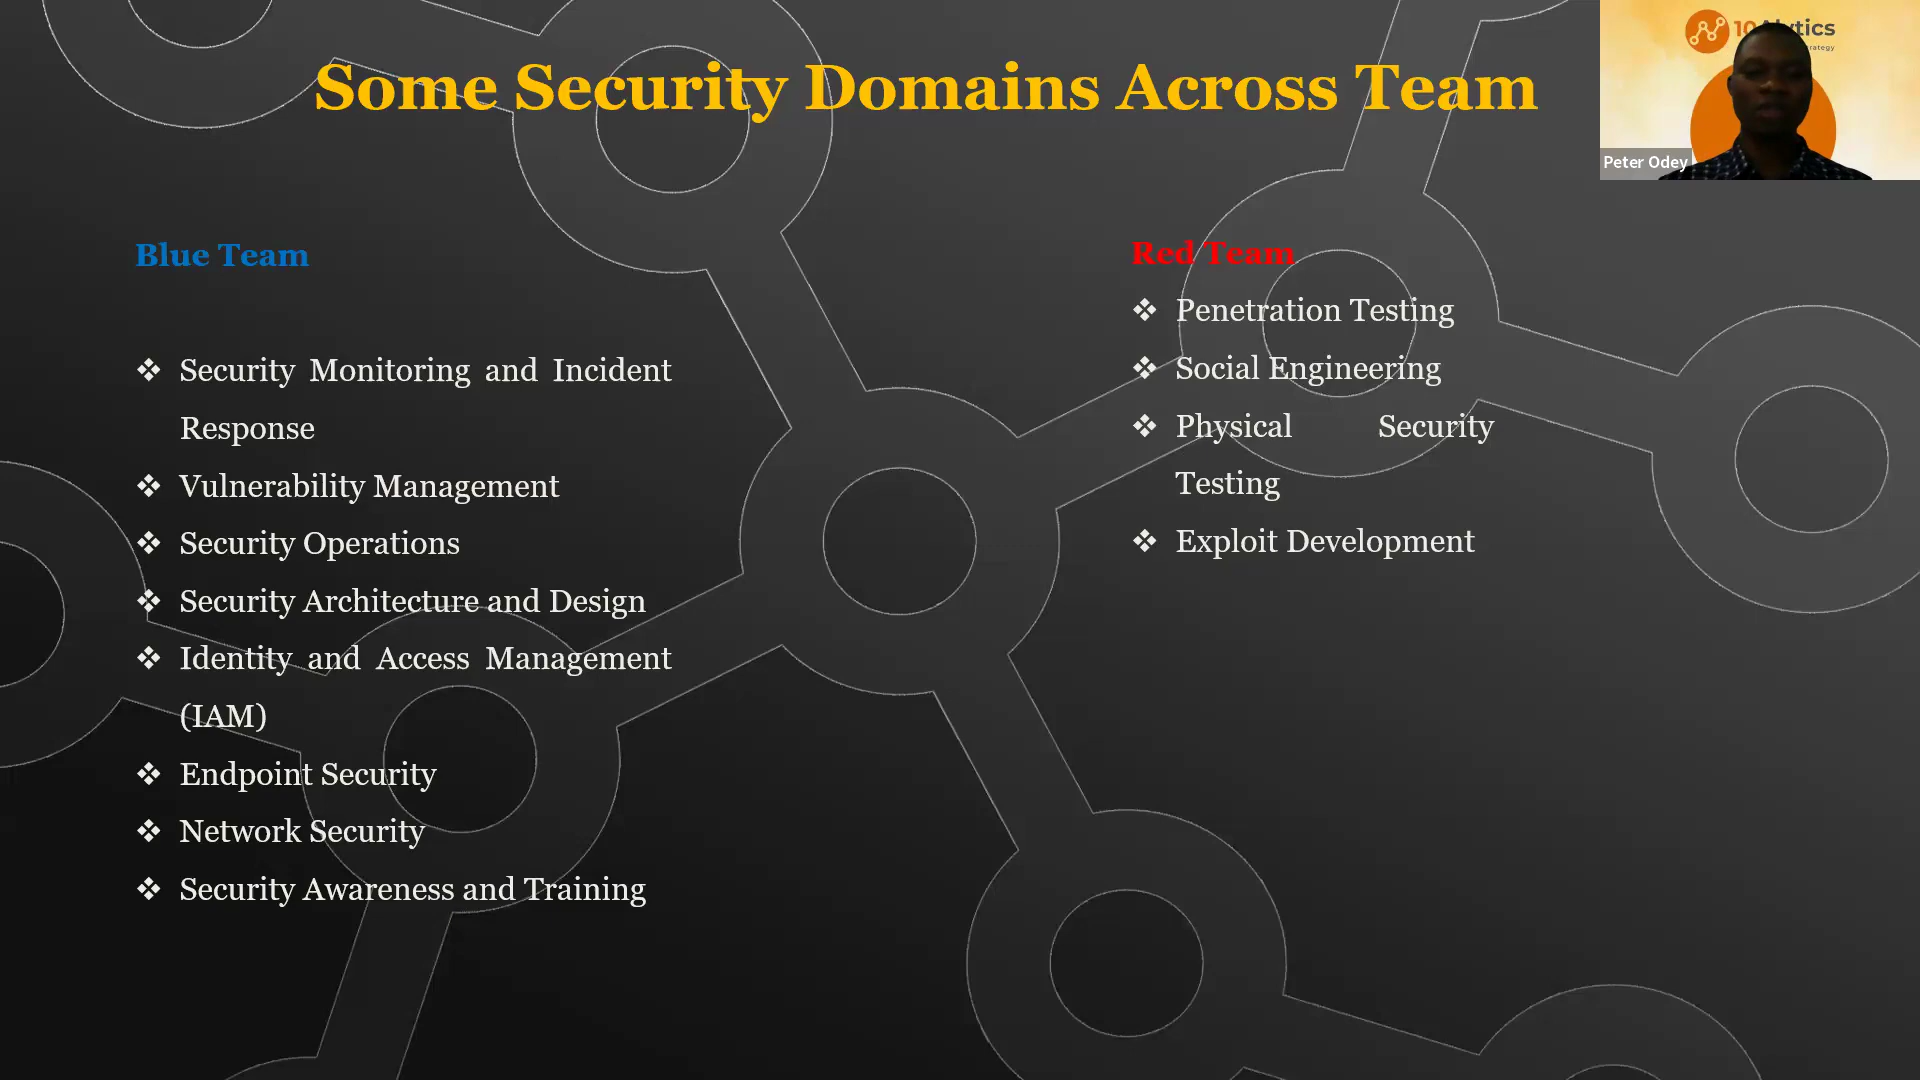 Some Security Domains Across Team
10Alytics
Peter Odey
Blue Team
❖ Security Monitoring and Incident
Response
❖ Vulnerability Management
❖ Security Operations
❖ Security Architecture and Design
❖ Identity and Access Management
(IAM)
❖ Endpoint Security
❖ Network Security
❖ Security Awareness and Training
Red Team
❖ Penetration Testing
❖ Social Engineering
❖ Physical Security
Testing
❖ Exploit Development